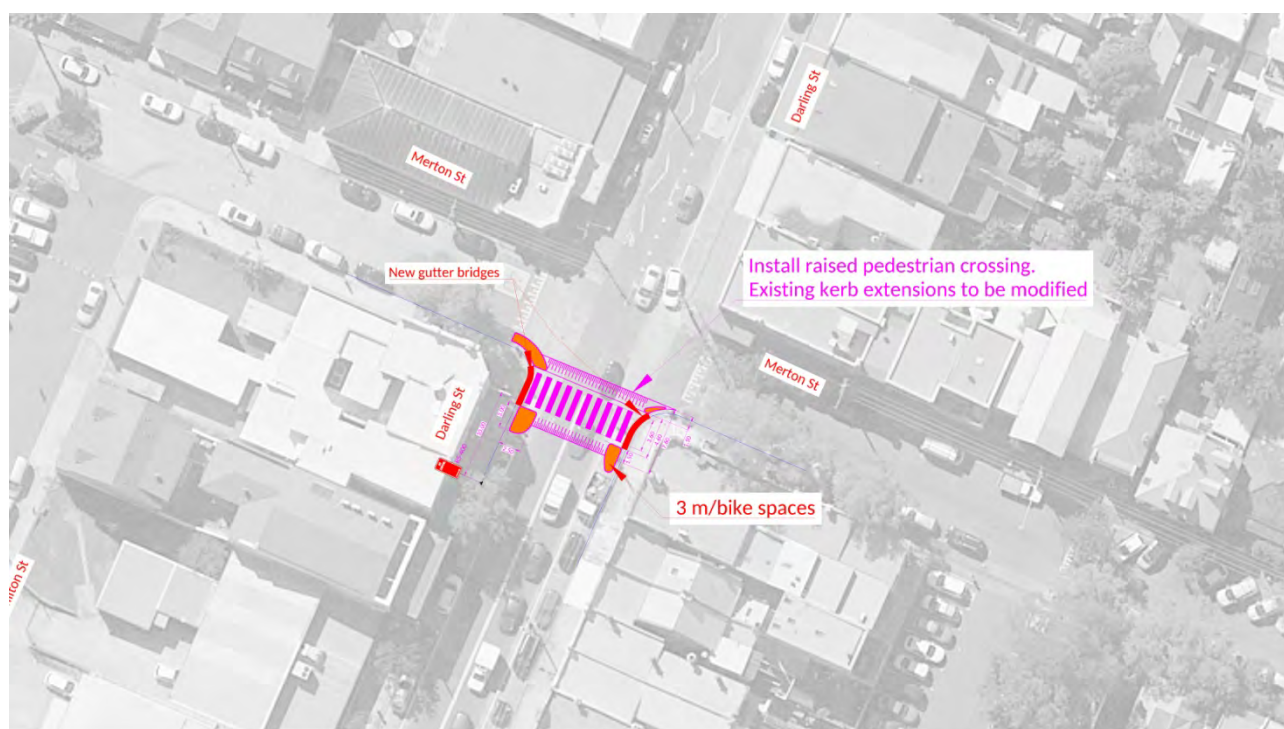 Darling St
Merton St
Install raised pedestrian crossing.
Existing kerb extensions to be modified
New gutter bridges
Merton St
Darling St
3 m/bike spaces